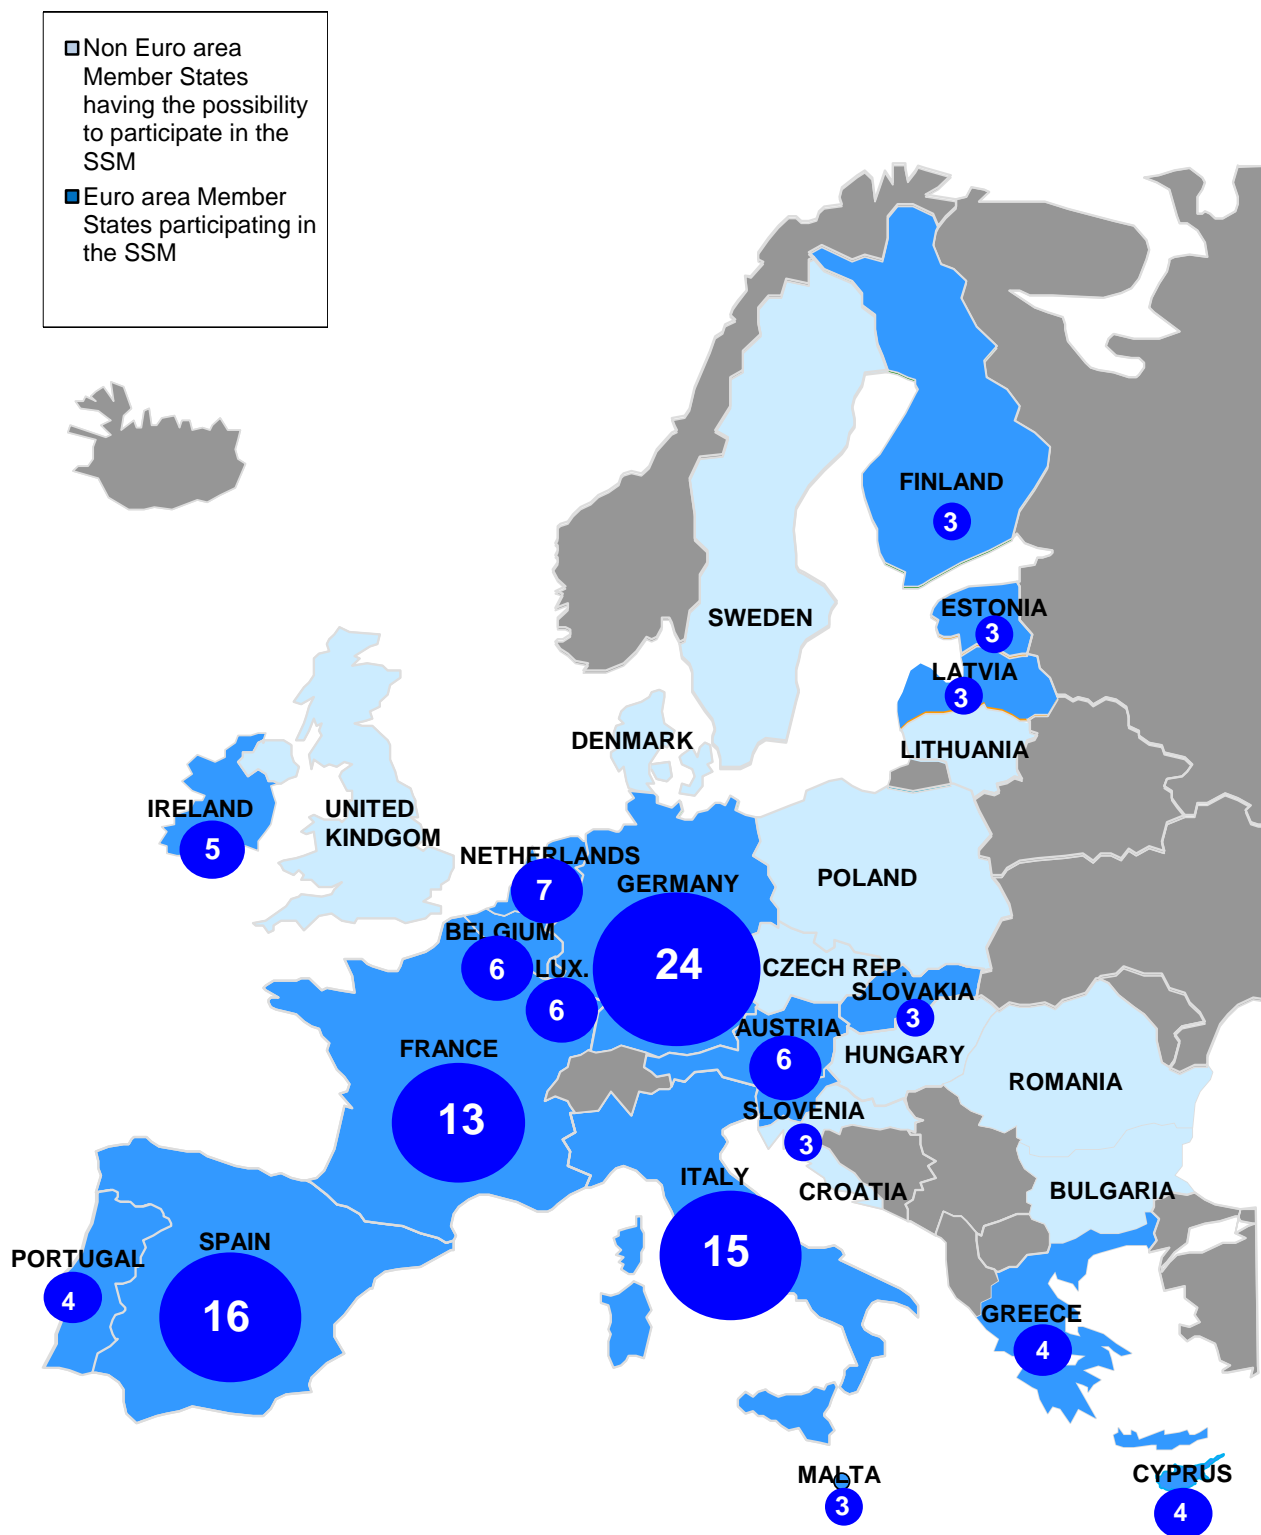 Non Euro area
Member States
having the possibility
to participate in the
SSM
Euro area Member
States participating in
the SSM
FINLAND
3
SWEDEN
ESTONIA
3
LATVIA
3
DENMARK
LITHUANIA
IRELAND
5
UNITED
KINDGOM
NETHERLANDS
7
GERMANY
24
POLAND
BELGIUM
6
LUX.
6
CZECH REP.
SLOVAKIA
3
AUSTRIA
6
HUNGARY
FRANCE
13
ROMANIA
SLOVENIA
3
ITALY
15
CROATIA
BULGARIA
SPAIN
16
PORTUGAL
4
GREECE
4
MALTA
3
CYPRUS
4